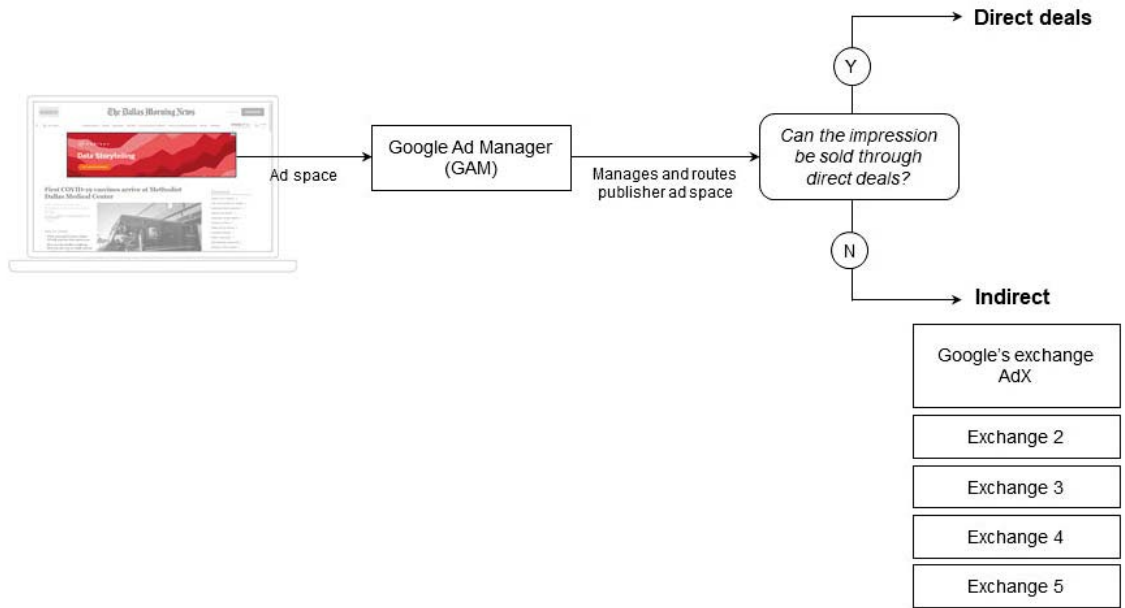 Direct deals
Y
The Dallas Morning News
Data Storytelling
First COVID-19 vaccines arrive at Methodist
Dallas Medical Center
Ad space
Google Ad Manager
(GAM)
Manages and routes
publisher ad space
Can the impression
be sold through
direct deals?
N
Indirect
Google's exchange
AdX
Exchange 2
Exchange 3
Exchange 4
Exchange 5